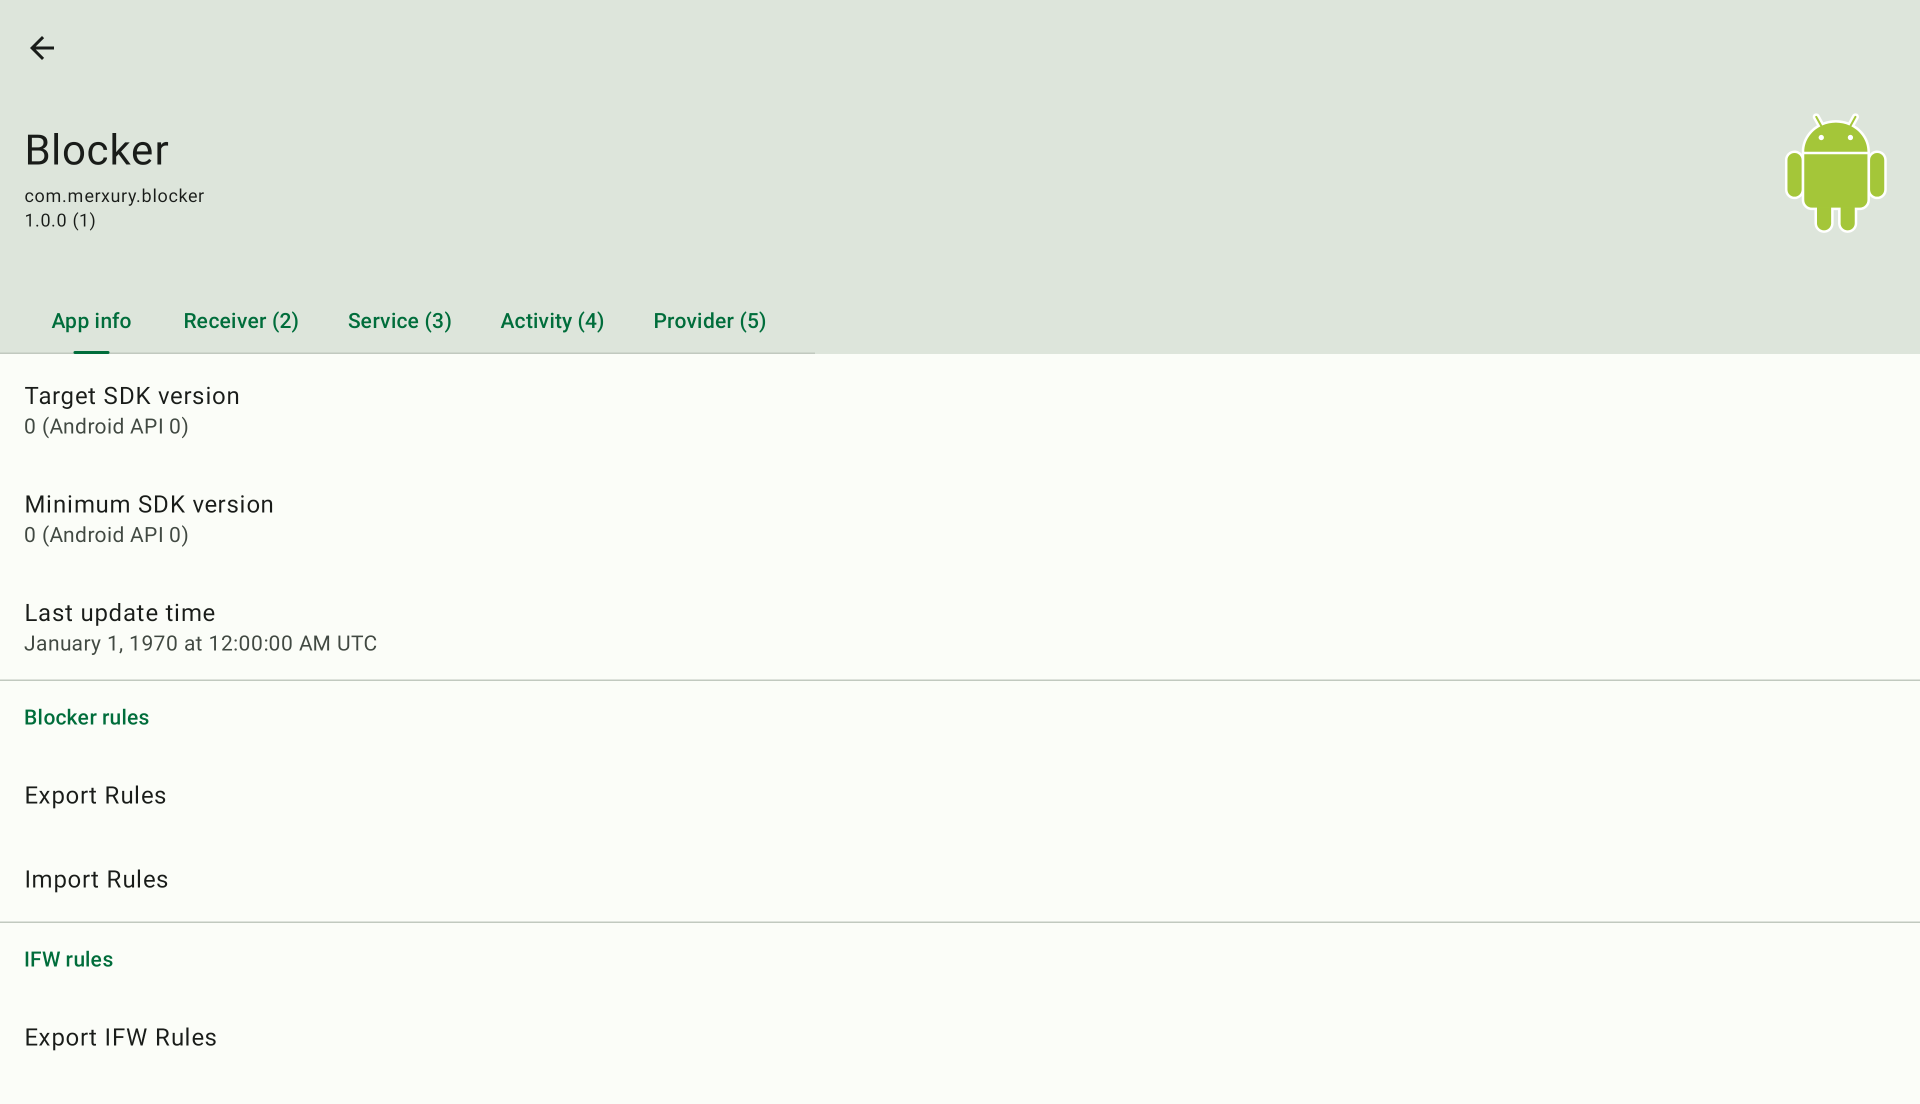 Blocker
com.merxury.blocker
1.0.0 (1)
App info
Receiver (2)
Service (3)
Activity (4)
Provider (5)
Target SDK version
0 (Android API 0)
Minimum SDK version
0 (Android API 0)
Last update time
January 1, 1970 at 12:00:00 AM UTC
Blocker rules
Export Rules
Import Rules
IFW rules
Export IFW Rules